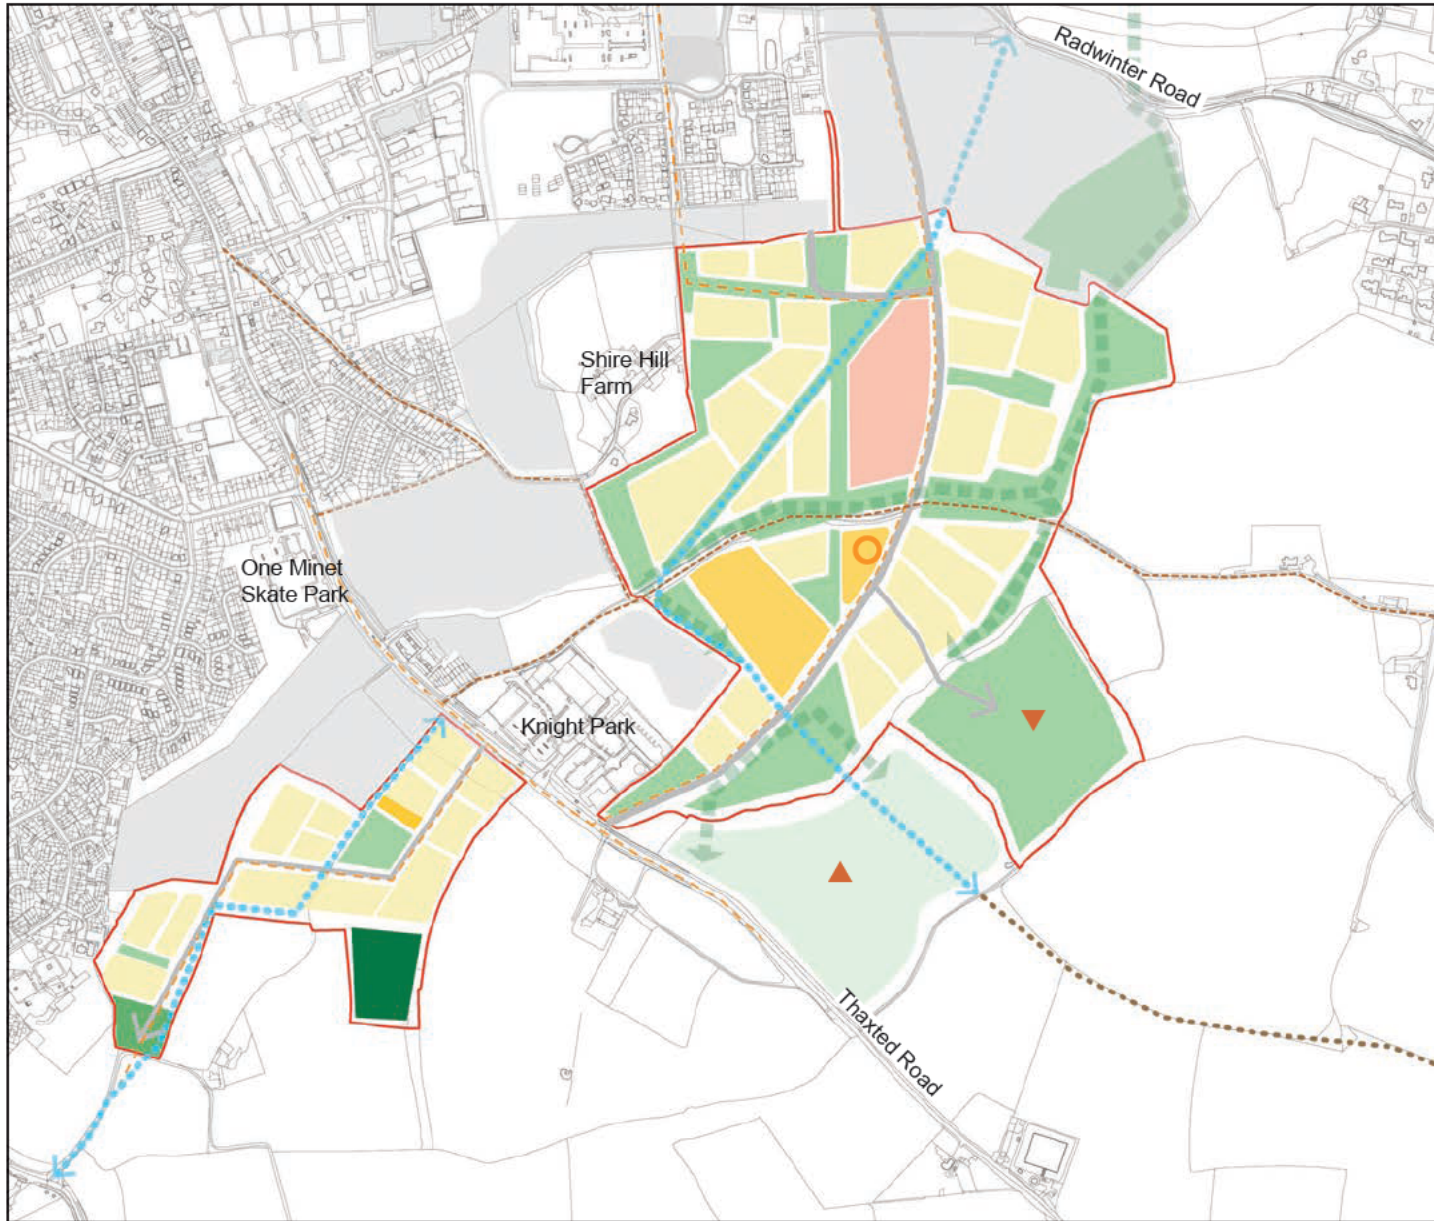 Radwinter Road
Shire Hill
Farm
One Minet
Skate Park
Knight Park
Thaxted Road